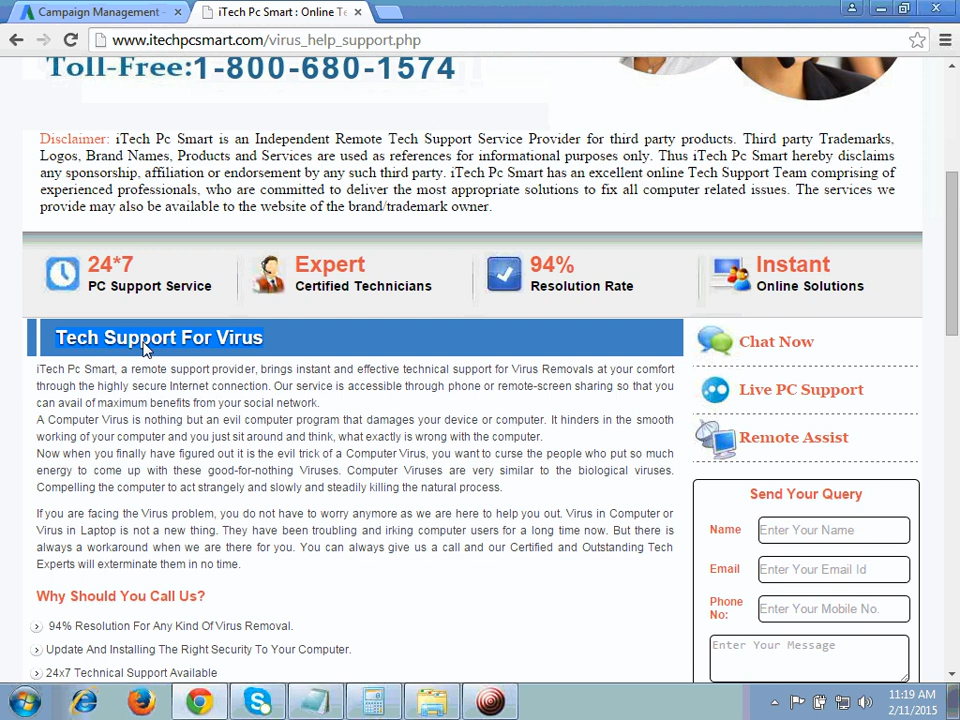 Campaign Management -
iTech Pc Smart : Online Te
www.itechpcsmart.com/virus_help_support.php
Toll-Free:1-800-680-1574
Disclaimer: iTech Pc Smart is an Independent Remote Tech Support Service Provider for third party products. Third party Trademarks,
Logos, Brand Names, Products and Services are used as references for informational purposes only. Thus iTech Pc Smart hereby disclaims
any sponsorship, affiliation or endorsement by any such third party. iTech Pc Smart has an excellent online Tech Support Team comprising of
experienced professionals, who are committed to deliver the most appropriate solutions to fix all computer related issues. The services we
provide may also be available to the website of the brand/trademark owner.
24*7
PC Support Service
Expert
Certified Technicians
94%
Resolution Rate
Instant
Online Solutions
Tech Support For Virus
iTech Pc Smart, a remote support provider, brings instant and effective technical support for Virus Removals at your comfort
through the highly secure Internet connection. Our service is accessible through phone or remote-screen sharing so that you
can avail of maximum benefits from your social network.
A Computer Virus is nothing but an evil computer program that damages your device or computer. It hinders in the smooth
working of your computer and you just sit around and think, what exactly is wrong with the computer.
Now when you finally have figured out it is the evil trick of a Computer Virus, you want to curse the people who put so much
energy to come up with these good-for-nothing Viruses. Computer Viruses are very similar to the biological viruses.
Compelling the computer to act strangely and slowly and steadily killing the natural process.
If you are facing the Virus problem, you do not have to worry anymore as we are here to help you out. Virus in Computer or
Virus in Laptop is not a new thing. They have been troubling and irking computer users for a long time now. But there is
always a workaround when we are there for you. You can always give us a call and our Certified and Outstanding Tech
Experts will exterminate them in no time.
Why Should You Call Us?
94% Resolution For Any Kind Of Virus Removal.
Update And Installing The Right Security To Your Computer.
24x7 Technical Support Available
Chat Now
Live PC Support
Remote Assist
Send Your Query
Name
Enter Your Name
Email
Enter Your Email Id
Phone
No:
Enter Your Mobile No.
Enter Your Message
11:19 AM
2/11/2015